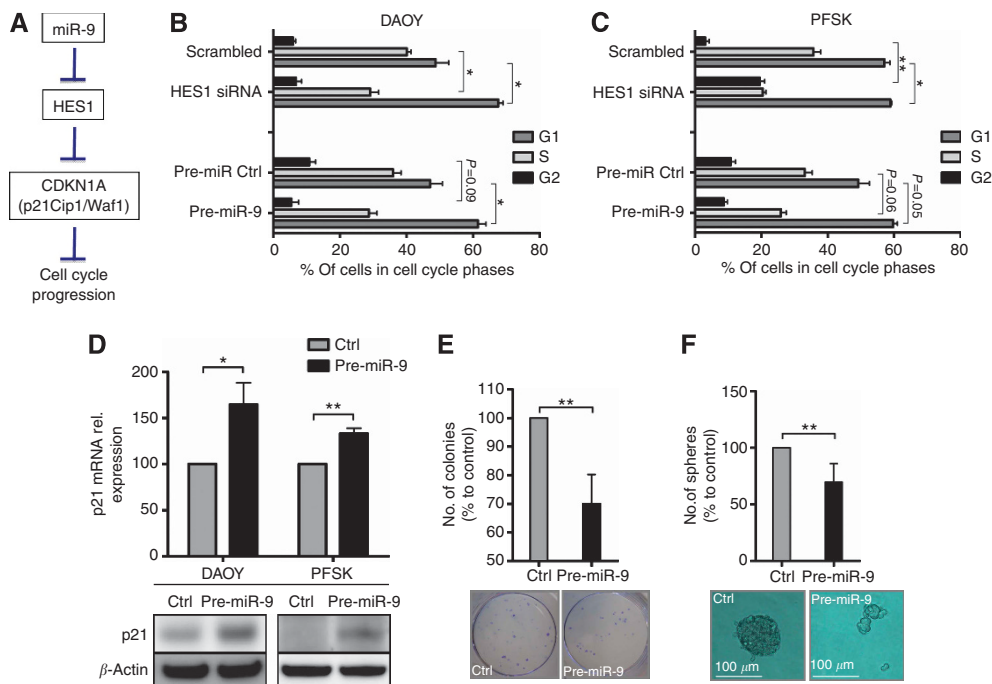 A
miR-9
HES1
CDKN1A
(p21Cip1/Waf1)
Cell cycle
progression
B
DAOY
Scrambled
HES1 siRNA
Pre-miR Ctrl
Pre-miR-9
*
*
P=0.09
*
G1
S
G2
0
20
40
60
80
% Of cells in cell cycle phases
C
PFSK
Scrambled
HES1 siRNA
Pre-miR Ctrl
Pre-miR-9
**
*
P=0.06
P=0.05
G1
S
G2
0
20
40
60
80
% Of cells in cell cycle phases
D
Ctrl
Pre-miR-9
p21 mRNA rel.
expression
200
150
100
50
0
*
**
DAOY
PFSK
Ctrl
Pre-miR-9
Ctrl
Pre-miR-9
p21
β-Actin
E
No. of colonies
(% to control)
110
100
90
80
70
60
50
**
Ctrl
Pre-miR-9
Ctrl
Pre-miR-9
F
No.of spheres
(% to control)
150
100
50
0
**
Ctrl
Pre-miR-9
Ctrl
100 μm
Pre-miR-9
100 μm